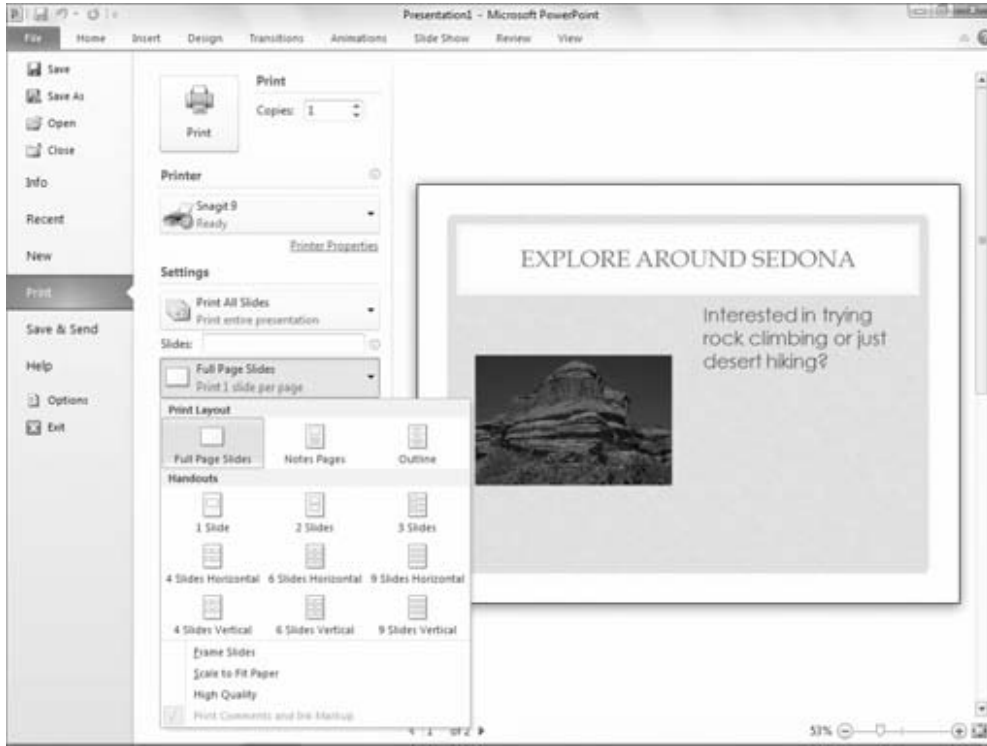 Presentation1 - Microsoft PowerPoint
File Home Insert Design Transitions Animations Slide Show Review View
Save
Save As
Open
Close
Info
Recent
New
Print
Save & Send
Help
Options
Exit
Print
Print
Copies: 1
Printer
Snagit 9
Ready
Printer Properties
Settings
Print All Slides
Print entire presentation
Slides:
Full Page Slides
Print 1 slide per page
Print Layout
Full Page Slides Notes Pages Outline
Handouts
1 Slide 2 Slides 3 Slides
4 Slides Horizontal 6 Slides Horizontal 9 Slides Horizontal
4 Slides Vertical 6 Slides Vertical 9 Slides Vertical
Frame Slides
Scale to Fit Paper
High Quality
Print Comments and Ink Markup
EXPLORE AROUND SEDONA
Interested in trying
rock climbing or just
desert hiking?
1 of 2
53%